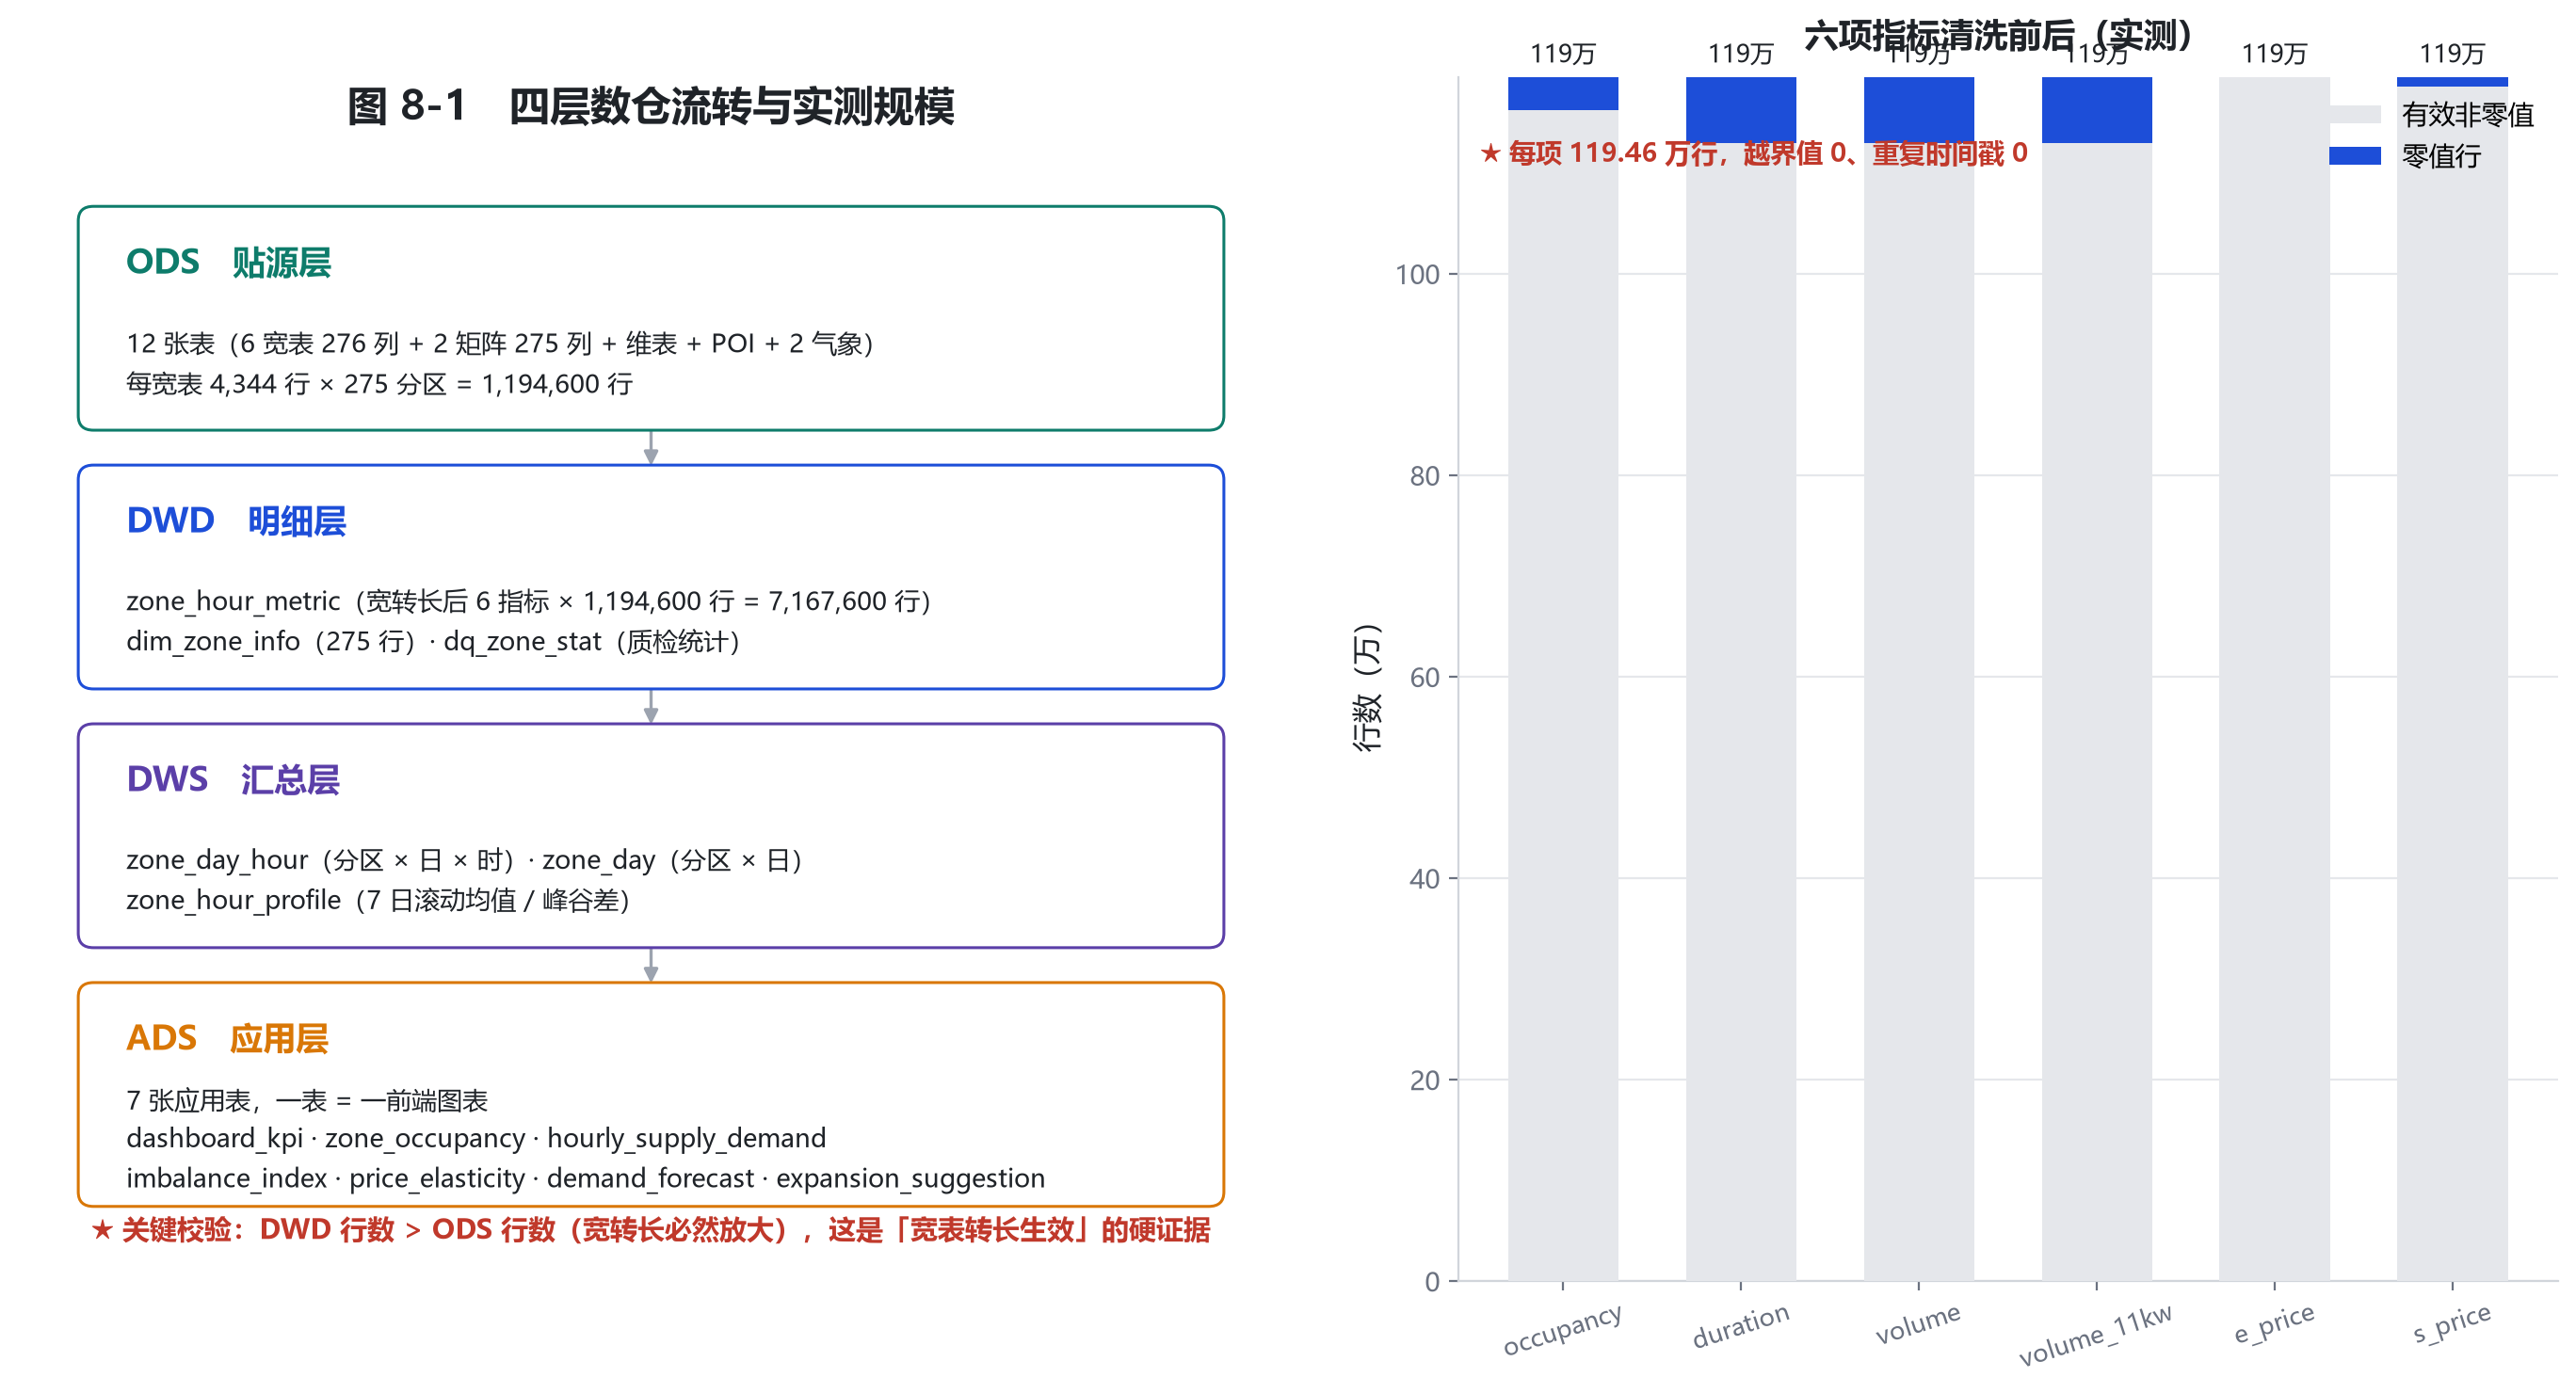 图 8-1 四层数仓流转与实测规模
ODS 贴源层
12 张表（6 宽表 276 列 + 2 矩阵 275 列 + 维表 + POI + 2 气象）
每宽表 4,344 行 × 275 分区 = 1,194,600 行
DWD 明细层
zone_hour_metric（宽转长后 6 指标 × 1,194,600 行 = 7,167,600 行）
dim_zone_info（275 行）· dq_zone_stat（质检统计）
DWS 汇总层
zone_day_hour（分区 × 日 × 时）· zone_day（分区 × 日）
zone_hour_profile（7 日滚动均值 / 峰谷差）
ADS 应用层
7 张应用表，一表 = 一前端图表
dashboard_kpi · zone_occupancy · hourly_supply_demand
imbalance_index · price_elasticity · demand_forecast · expansion_suggestion
★ 关键校验：DWD 行数 > ODS 行数（宽转长必然放大），这是「宽表转长生效」的硬证据
六项指标清洗前后（实测）
119万 119万 119万 119万 119万 119万
有效非零值
零值行
★ 每项 119.46 万行，越界值 0、重复时间戳 0
行数（万）
100
80
60
40
20
0
occupancy duration volume volume_11kw e_price s_price